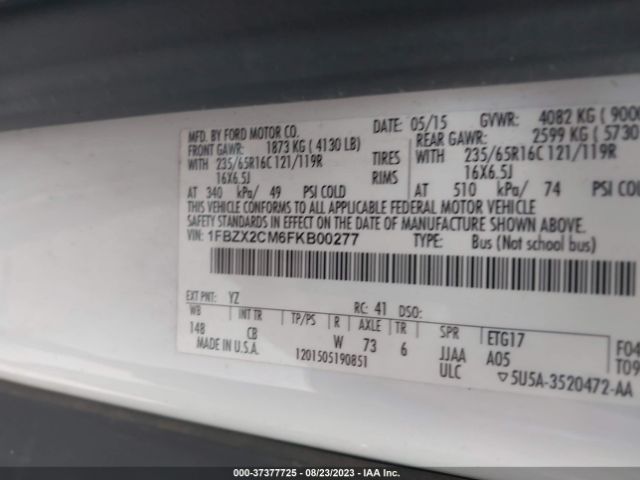 MFD. BY FORD MOTOR CO.
DATE: 05/15 GVWR: 4082 KG (900
FRONT GAWR: 1873 KG (4130 LB)
REAR GAWR: 2599 KG (5730
WITH 235/65R16C 121/119R TIRES WITH 235/65R16C 121/119R
16X6.5J RIMS 16X6.5J
AT 340 kPa/ 49 PSI COLD AT 510 kPa/ 74 PSI COL
THIS VEHICLE CONFORMS TO ALL APPLICABLE FEDERAL MOTOR VEHICLE
SAFETY STANDARDS IN EFFECT ON THE DATE OF MANUFACTURE SHOWN ABOVE.
VIN: 1FBZX2CM6FKB00277 TYPE: Bus (Not school bus)
EXT PNT: YZ RC: 41 DSO:
WB INT TR TP/PS R AXLE TR SPR ETG17 F04
148 CB W 73 6 JJAA A05 T09
MADE IN U.S.A. 1201505190851 ULC ▽5U5A-3520472-AA
000-37377725 - 08/23/2023 - IAA Inc.